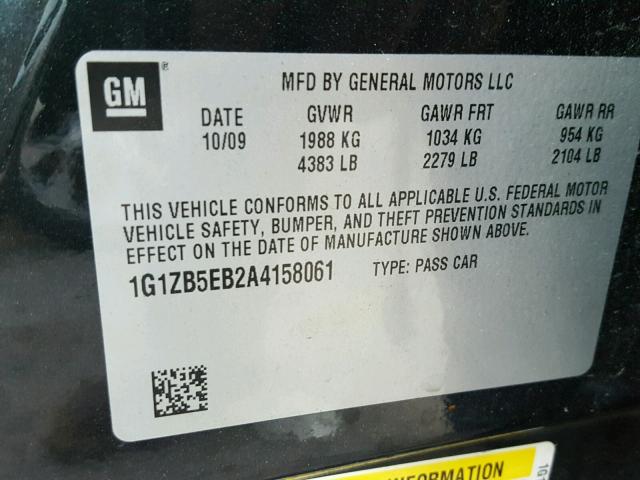 GM ®
MFD BY GENERAL MOTORS LLC
DATE GVWR GAWR FRT GAWR RR
10/09 1988 KG 1034 KG 954 KG
4383 LB 2279 LB 2104 LB
THIS VEHICLE CONFORMS TO ALL APPLICABLE U.S. FEDERAL MOTOR
VEHICLE SAFETY, BUMPER, AND THEFT PREVENTION STANDARDS IN
EFFECT ON THE DATE OF MANUFACTURE SHOWN ABOVE.
1G1ZB5EB2A4158061 TYPE: PASS CAR
INFORMATION